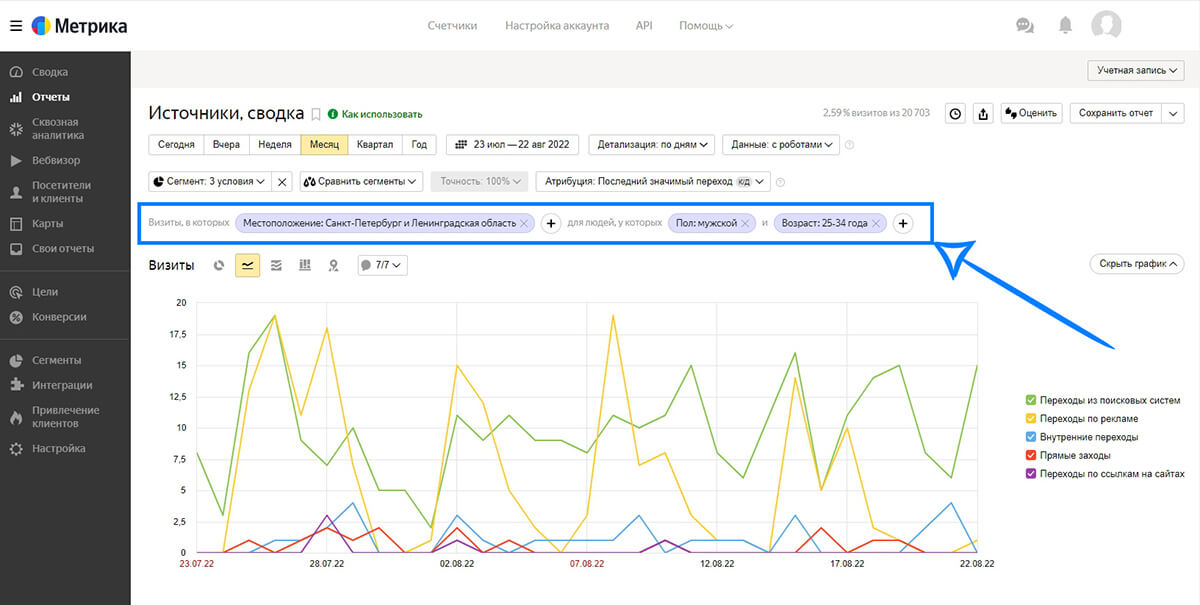 Метрика
Счетчики Настройка аккаунта API Помощь
Учетная запись
Сводка
Отчеты
Сквозная
аналитика
Вебвизор
Посетители
и клиенты
Карты
Свои отчеты
Цели
Конверсии
Сегменты
Интеграции
Привлечение
клиентов
Настройка
Источники, сводка Как использовать 2,59 % визитов из 20 703 Оценить Сохранить отчет
Сегодня Вчера Неделя Месяц Квартал Год 23 июл — 22 авг 2022 Детализация: по дням Данные: с роботами
Сегмент: 3 условия Сравнить сегменты Точность: 100% Атрибуция: Последний значимый переход к/д
Визиты, в которых Местоположение: Санкт-Петербург и Ленинградская область для людей, у которых Пол: мужской и Возраст: 25-34 года
Визиты 7/7 Скрыть график
20
17,5
15
12,5
10
7,5
5
2,5
0
23.07.22 28.07.22 02.08.22 07.08.22 12.08.22 17.08.22 22.08.22
Переходы из поисковых систем
Переходы по рекламе
Внутренние переходы
Прямые заходы
Переходы по ссылкам на сайтах